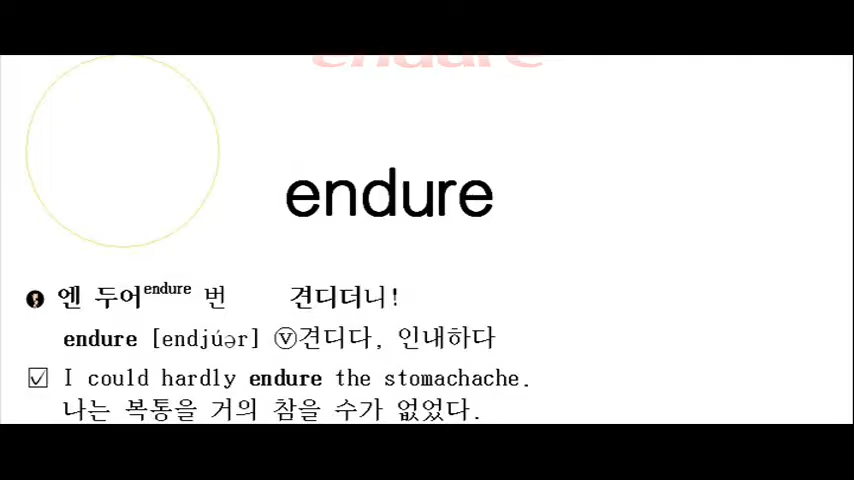 endure
endure
엔 두어endure 번 견디더니!
endure [endjúər] ⓥ견디다, 인내하다
☑ I could hardly endure the stomachache.
나는 복통을 거의 참을 수가 없었다.